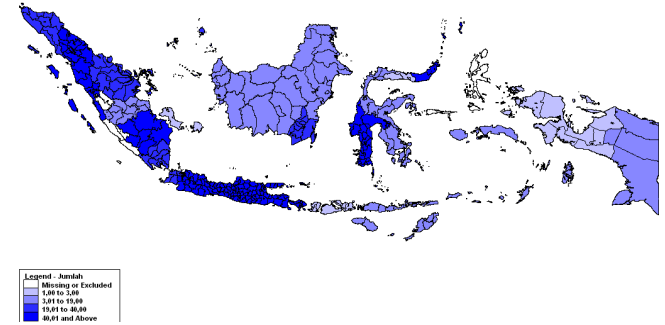 Legend - Jumlah
Missing or Excluded
1,00 to 3,00
3,01 to 19,00
19,01 to 40,00
40,01 and Above